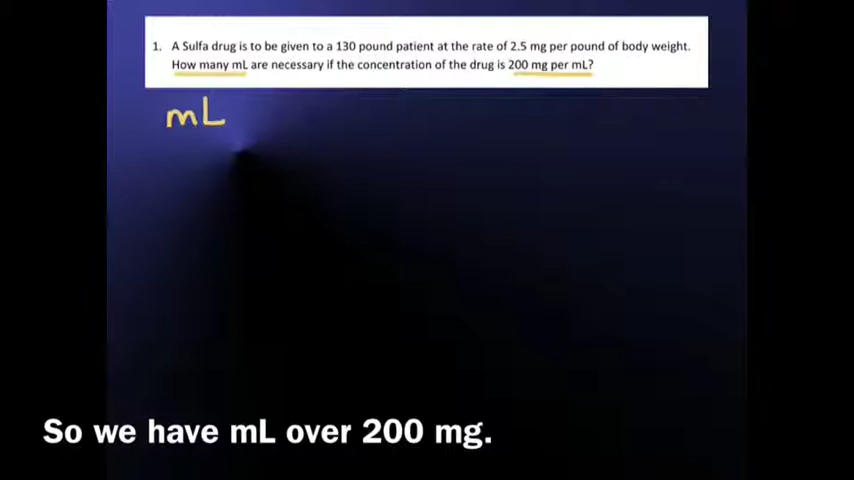 1. A Sulfa drug is to be given to a 130 pound patient at the rate of 2.5 mg per pound of body weight.
How many mL are necessary if the concentration of the drug is 200 mg per mL?
mL
So we have mL over 200 mg.